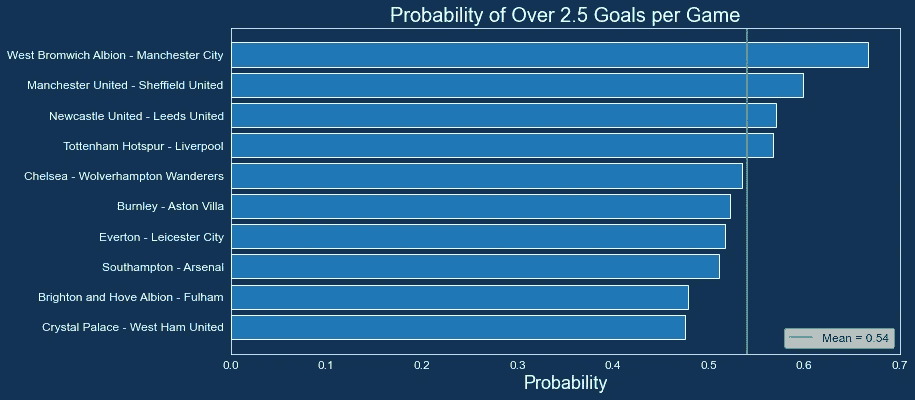 Probability of Over 2.5 Goals per Game
West Bromwich Albion - Manchester City
Manchester United - Sheffield United
Newcastle United - Leeds United
Tottenham Hotspur - Liverpool
Chelsea - Wolverhampton Wanderers
Burnley - Aston Villa
Everton - Leicester City
Southampton - Arsenal
Brighton and Hove Albion - Fulham
Crystal Palace - West Ham United
Mean = 0.54
0.0 0.1 0.2 0.3 0.4 0.5 0.6 0.7
Probability